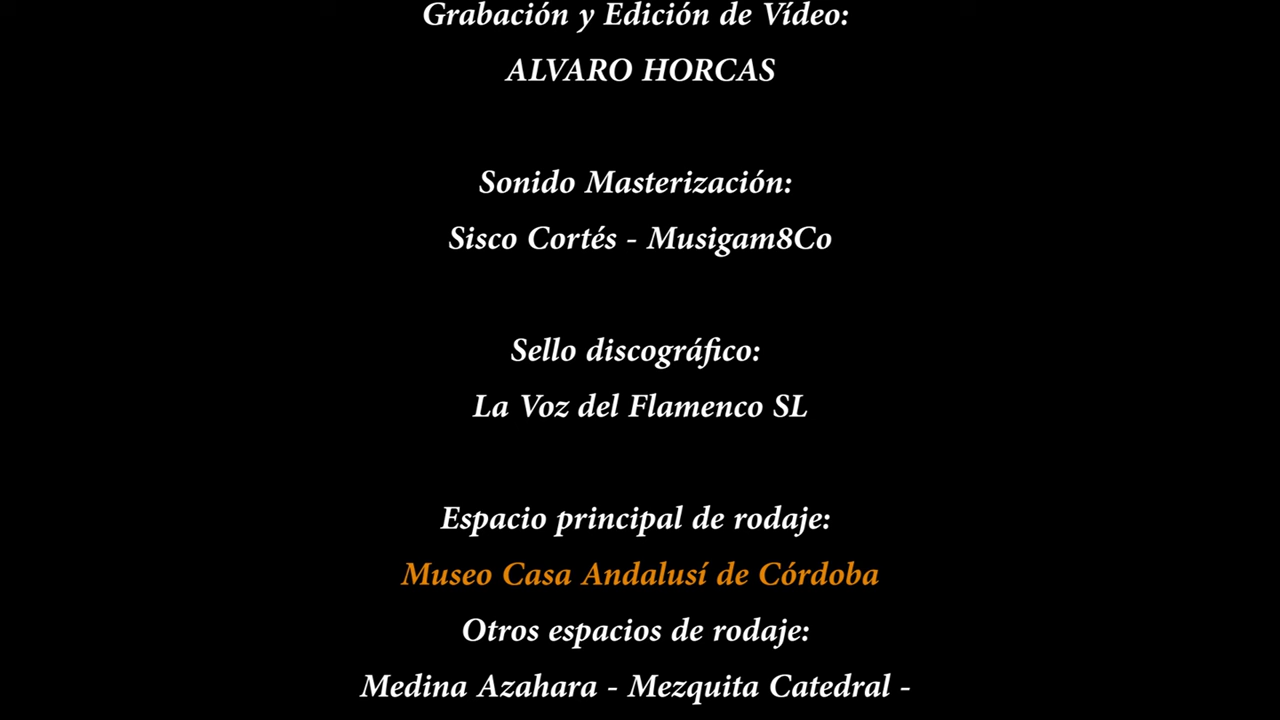 Grabación y Edición de Vídeo:
ALVARO HORCAS
Sonido Masterización:
Sisco Cortés - Musigam8Co
Sello discográfico:
La Voz del Flamenco SL
Espacio principal de rodaje:
Museo Casa Andalusí de Córdoba
Otros espacios de rodaje:
Medina Azahara - Mezquita Catedral -